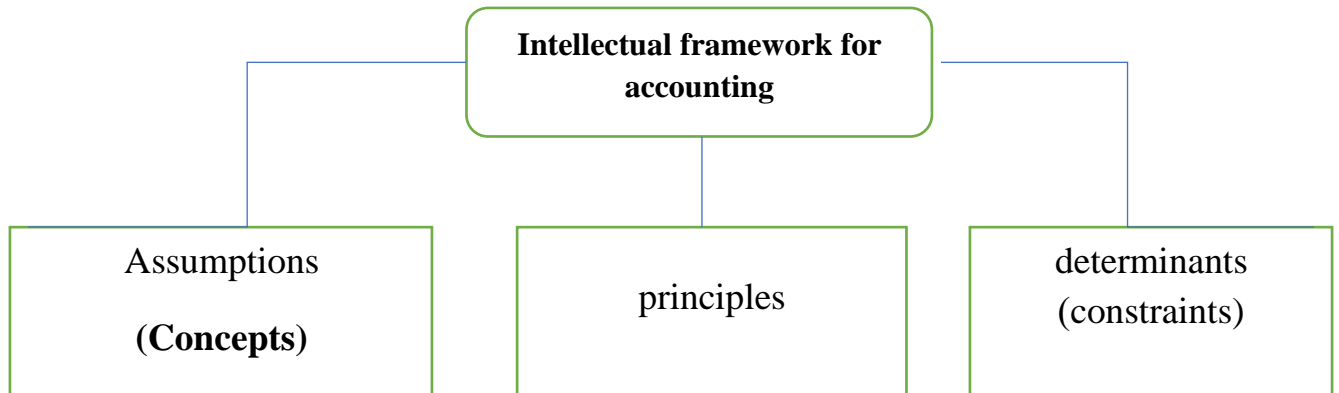 Intellectual framework for
accounting
Assumptions
(Concepts)
principles
determinants
(constraints)